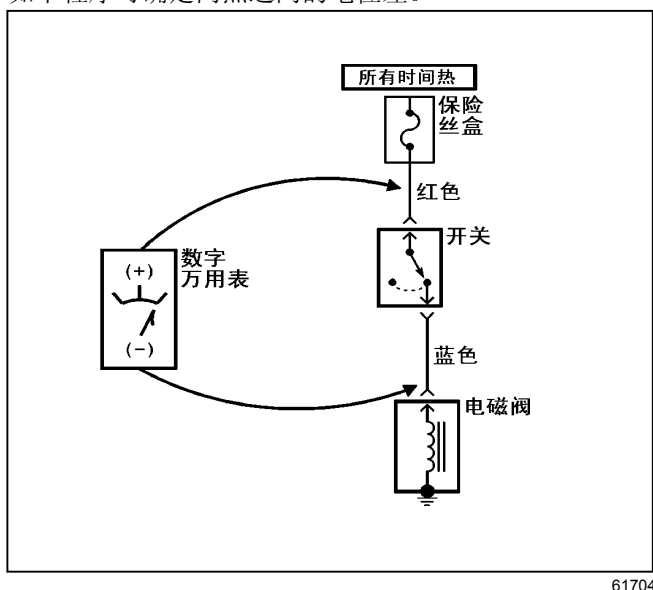 所有时间热
保险
丝盒
红色
开关
数字
万用表
(+)
(-)
蓝色
电磁阀
61704